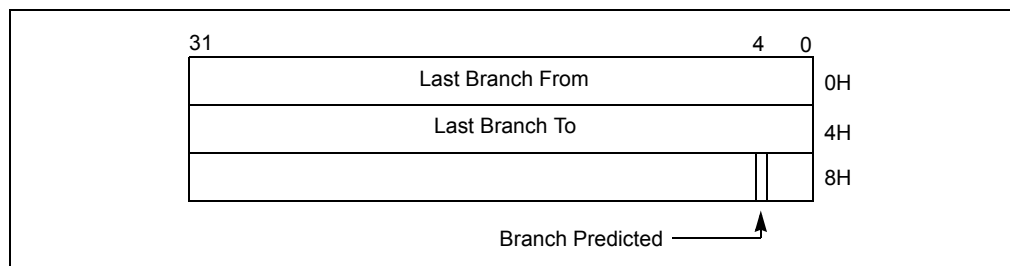 31 4 0
Last Branch From 0H
Last Branch To 4H
8H
Branch Predicted